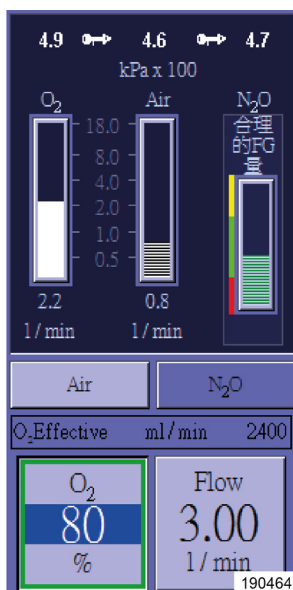 4.9 4.6 4.7
kPa x 100
O₂ Air N₂O
合理
的FG
量
18.0
8.0
4.0
2.0
1.0
0.5
2.2 0.8
l/min l/min
Air N₂O
O₂Effective ml/min 2400
O₂ Flow
80 3.00
% l/min
190464